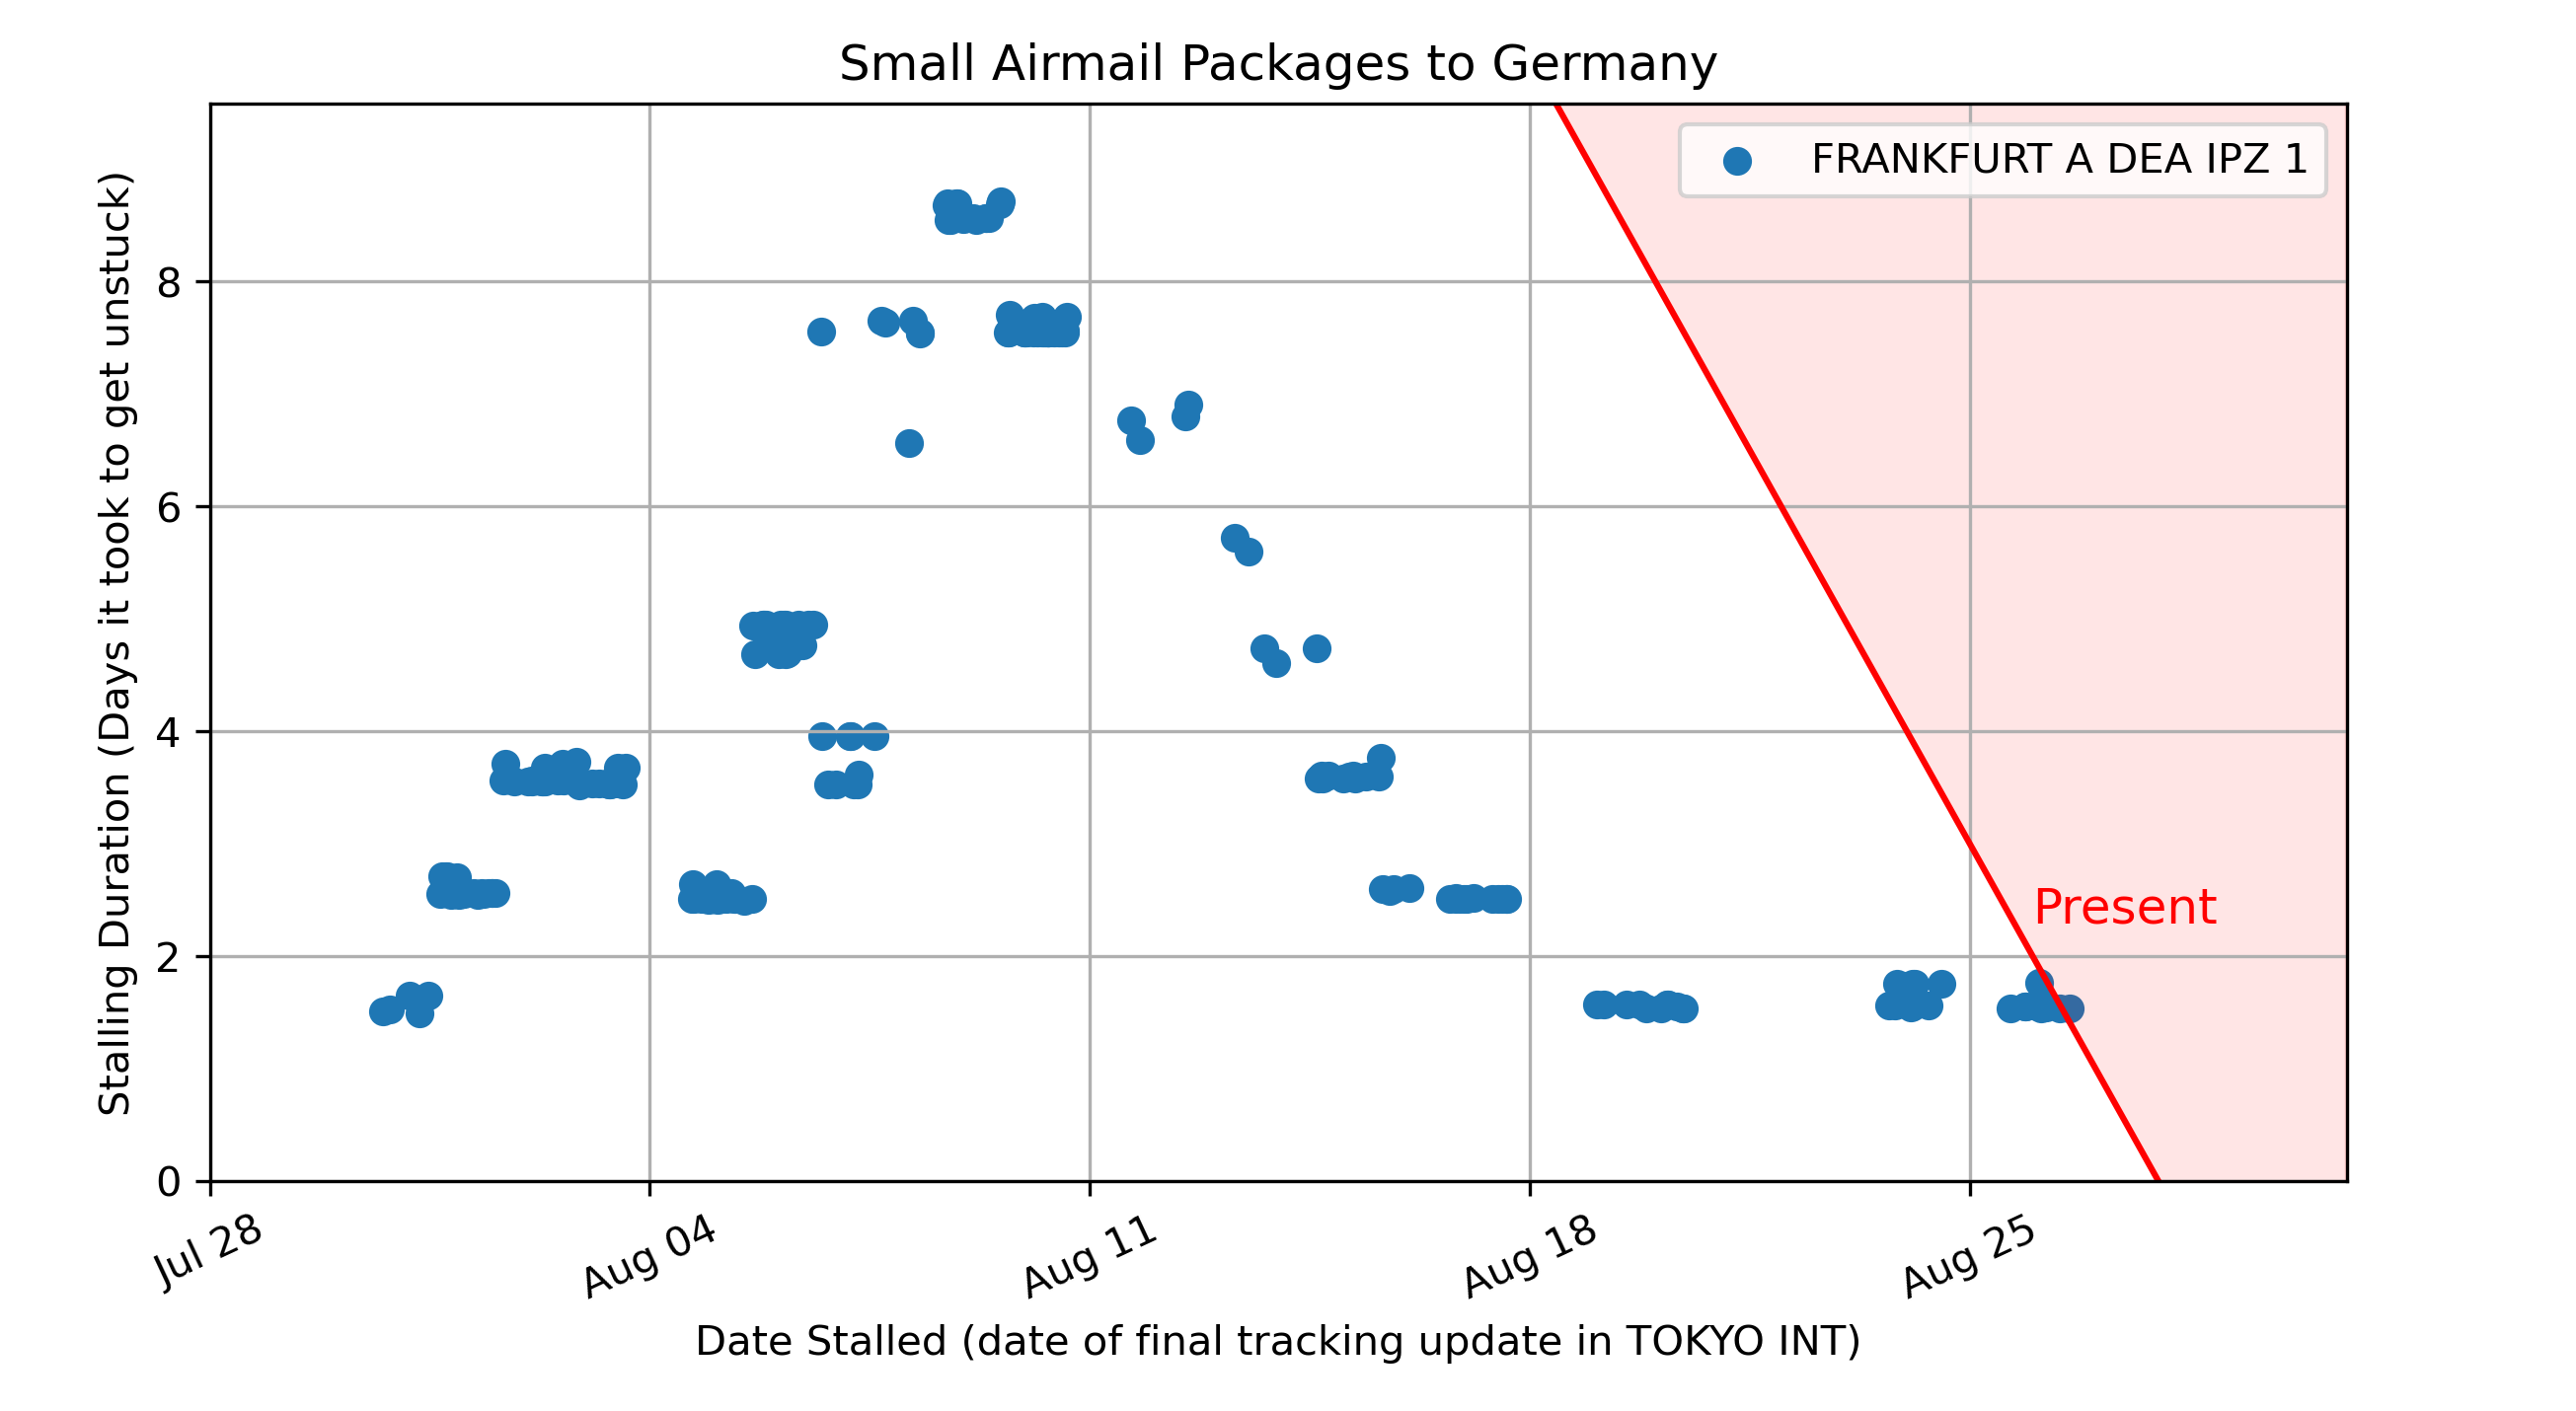 Small Airmail Packages to Germany
FRANKFURT A DEA IPZ 1
Stalling Duration (Days it took to get unstuck)
8
6
4
2
0
Present
Jul 28
Aug 04
Aug 11
Aug 18
Aug 25
Date Stalled (date of final tracking update in TOKYO INT)